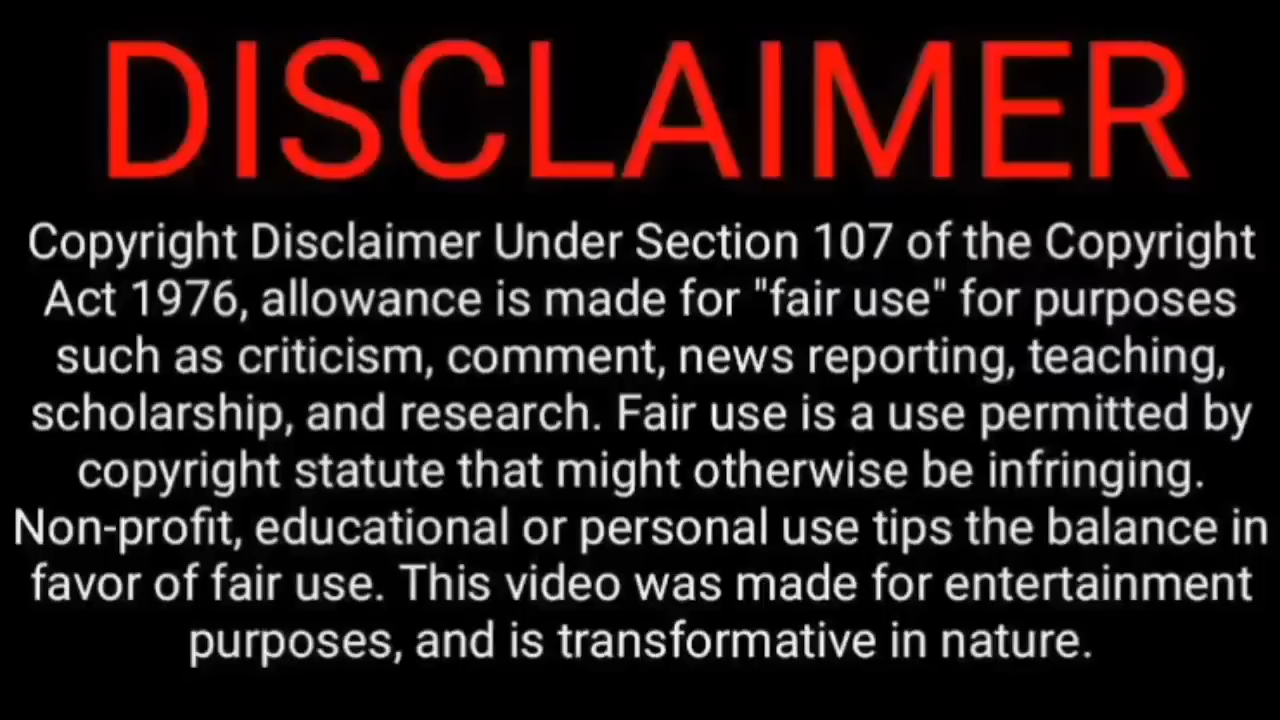 DISCLAIMER
Copyright Disclaimer Under Section 107 of the Copyright
Act 1976, allowance is made for "fair use" for purposes
such as criticism, comment, news reporting, teaching,
scholarship, and research. Fair use is a use permitted by
copyright statute that might otherwise be infringing.
Non-profit, educational or personal use tips the balance in
favor of fair use. This video was made for entertainment
purposes, and is transformative in nature.